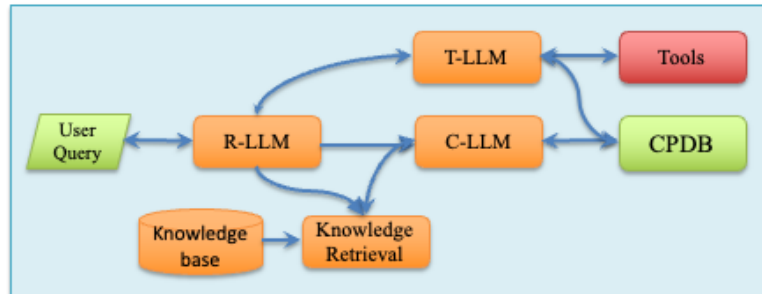 T-LLM
Tools
User
Query
R-LLM
C-LLM
CPDB
Knowledge
base
Knowledge
Retrieval